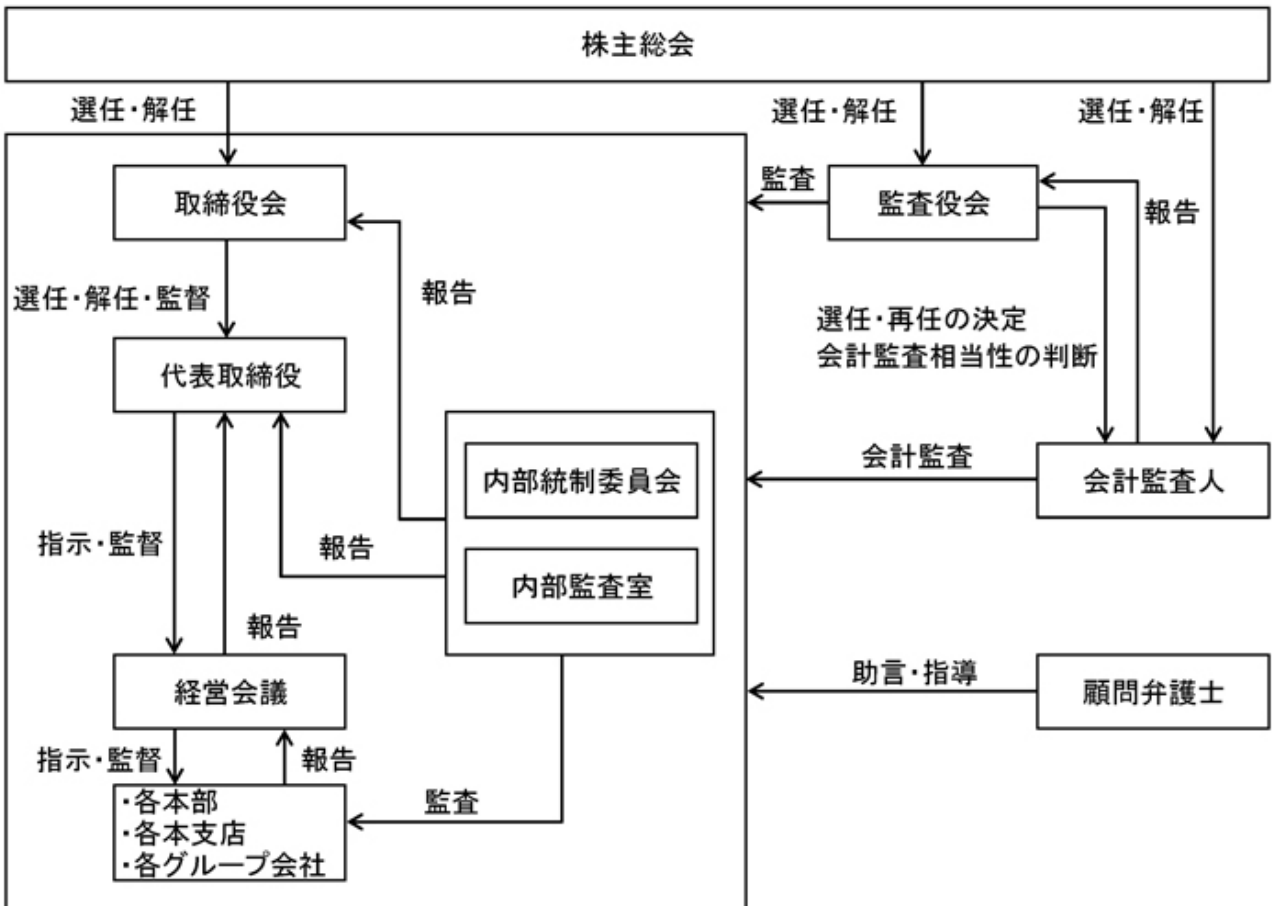 株主総会
選任・解任
選任・解任
選任・解任
取締役会
監査
監査役会
報告
選任・解任・監督
報告
選任・再任の決定
会計監査相当性の判断
代表取締役
内部統制委員会
会計監査
会計監査人
指示・監督
報告
内部監査室
報告
経営会議
助言・指導
顧問弁護士
指示・監督
報告
・各本部
・各本支店
・各グループ会社
監査